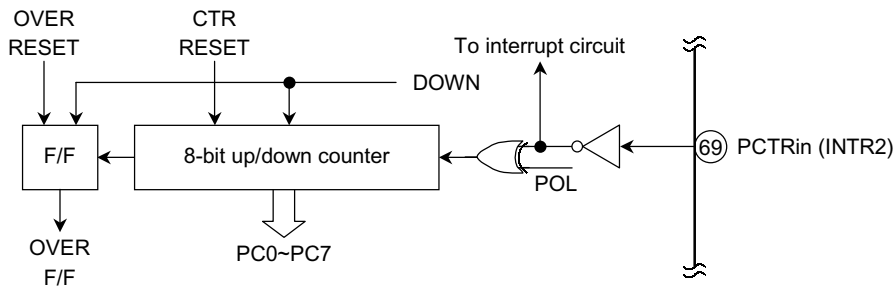 OVER
RESET
CTR
RESET
To interrupt circuit
DOWN
F/F
8-bit up/down counter
POL
69
PCTRin (INTR2)
OVER
F/F
PC0~PC7